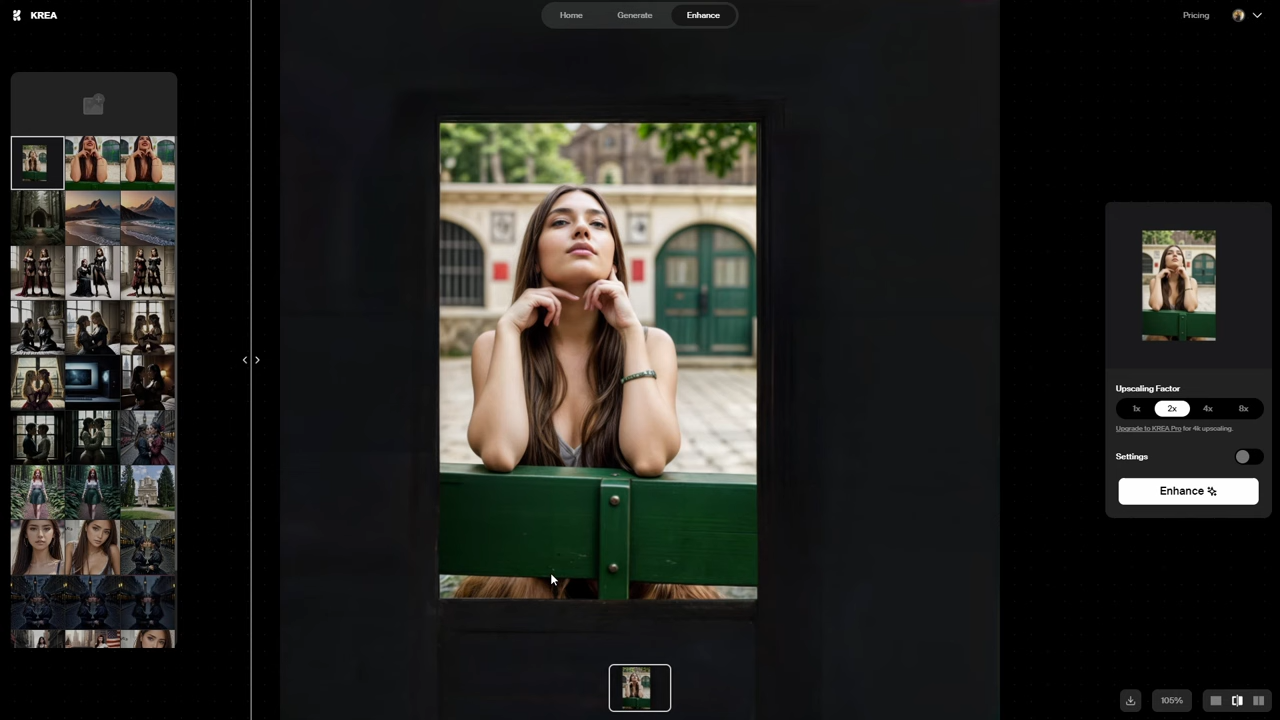 KREA
Home Generate Enhance
Pricing
Upscaling Factor
1x 2x 4x 8x
Upgrade to KREA Pro for 4k upscaling.
Settings
Enhance
105%